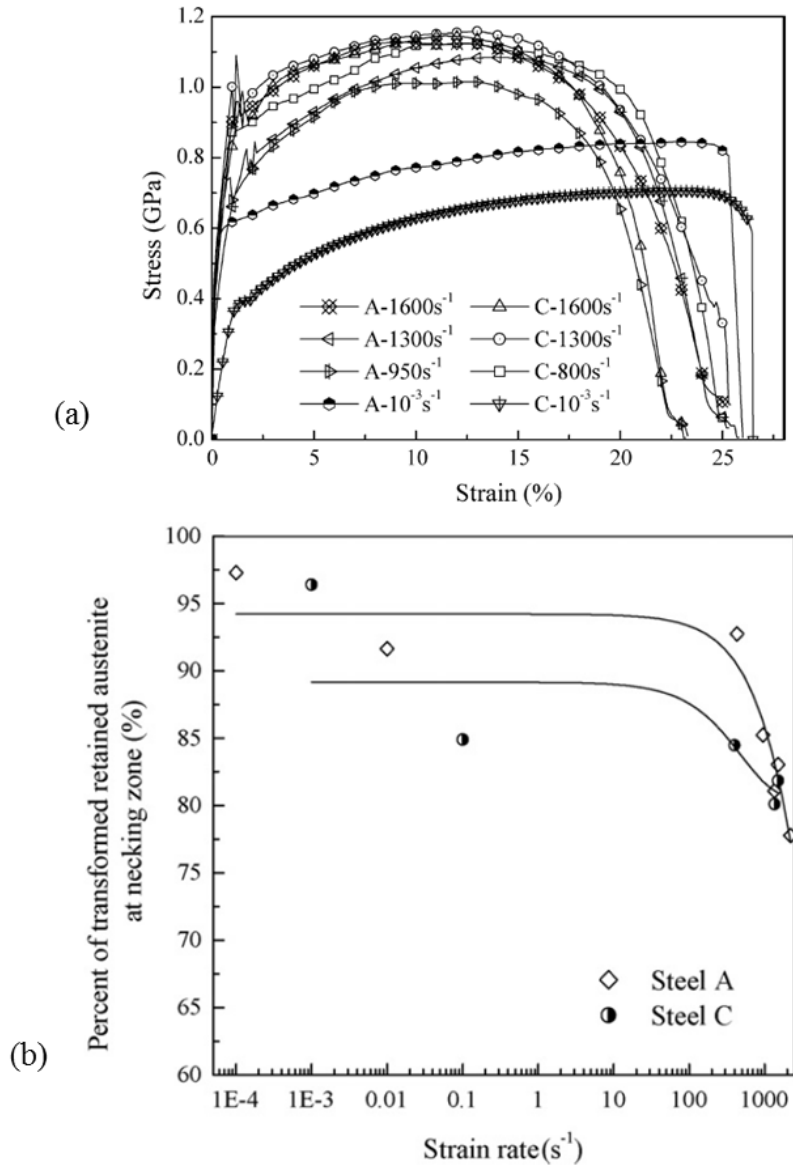 1.2
1.0
0.8
0.6
0.4
0.2
0.0
Stress (GPa)
A-1600s⁻¹ C-1600s⁻¹
A-1300s⁻¹ C-1300s⁻¹
A-950s⁻¹ C-800s⁻¹
A-10⁻³s⁻¹ C-10⁻³s⁻¹
0 5 10 15 20 25
Strain (%)
(a)
100
95
90
85
80
75
70
65
60
Percent of transformed retained austenite
at necking zone (%)
Steel A
Steel C
1E-4 1E-3 0.01 0.1 1 10 100 1000
Strain rate (s⁻¹)
(b)